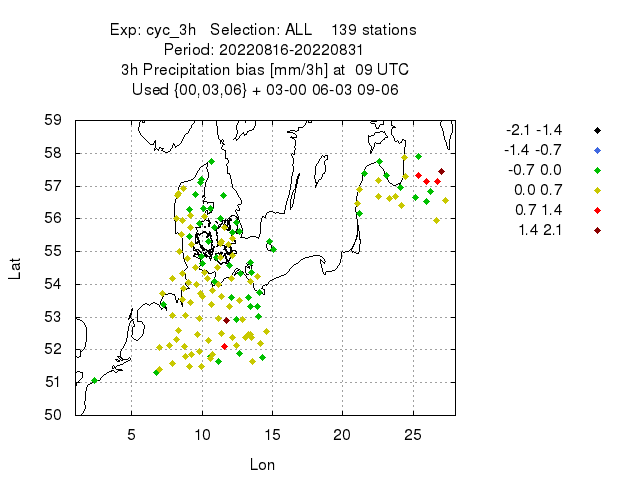 Exp: cyc_3h   Selection: ALL    139 stations
Period: 20220816-20220831
3h Precipitation bias [mm/3h] at  09 UTC
Used {00,03,06} + 03-00 06-03 09-06
59
58
57
56
55
54
53
52
51
50
Lat
5 10 15 20 25
Lon
-2.1 -1.4
-1.4 -0.7
-0.7 0.0
0.0 0.7
0.7 1.4
1.4 2.1